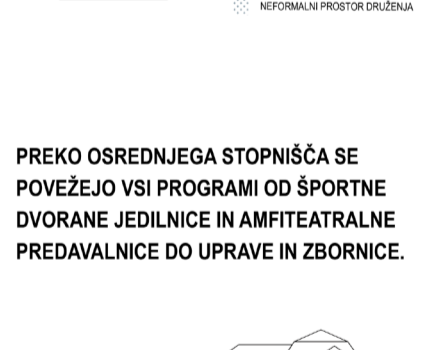 NEFORMALNI PROSTOR DRUŽENJA
PREKO OSREDNJEGA STOPNIŠČA SE
POVEŽEJO VSI PROGRAMI OD ŠPORTNE
DVORANE JEDILNICE IN AMFITEATRALNE
PREDAVALNICE DO UPRAVE IN ZBORNICE.